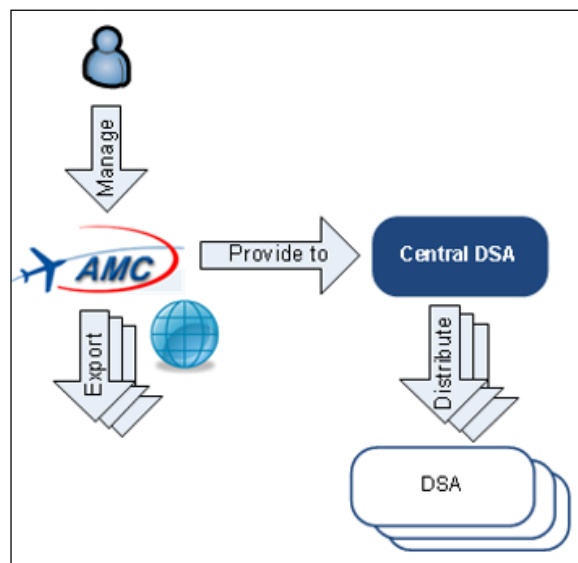 Manage
AMC
Provide to
Central DSA
Export
Distribute
DSA